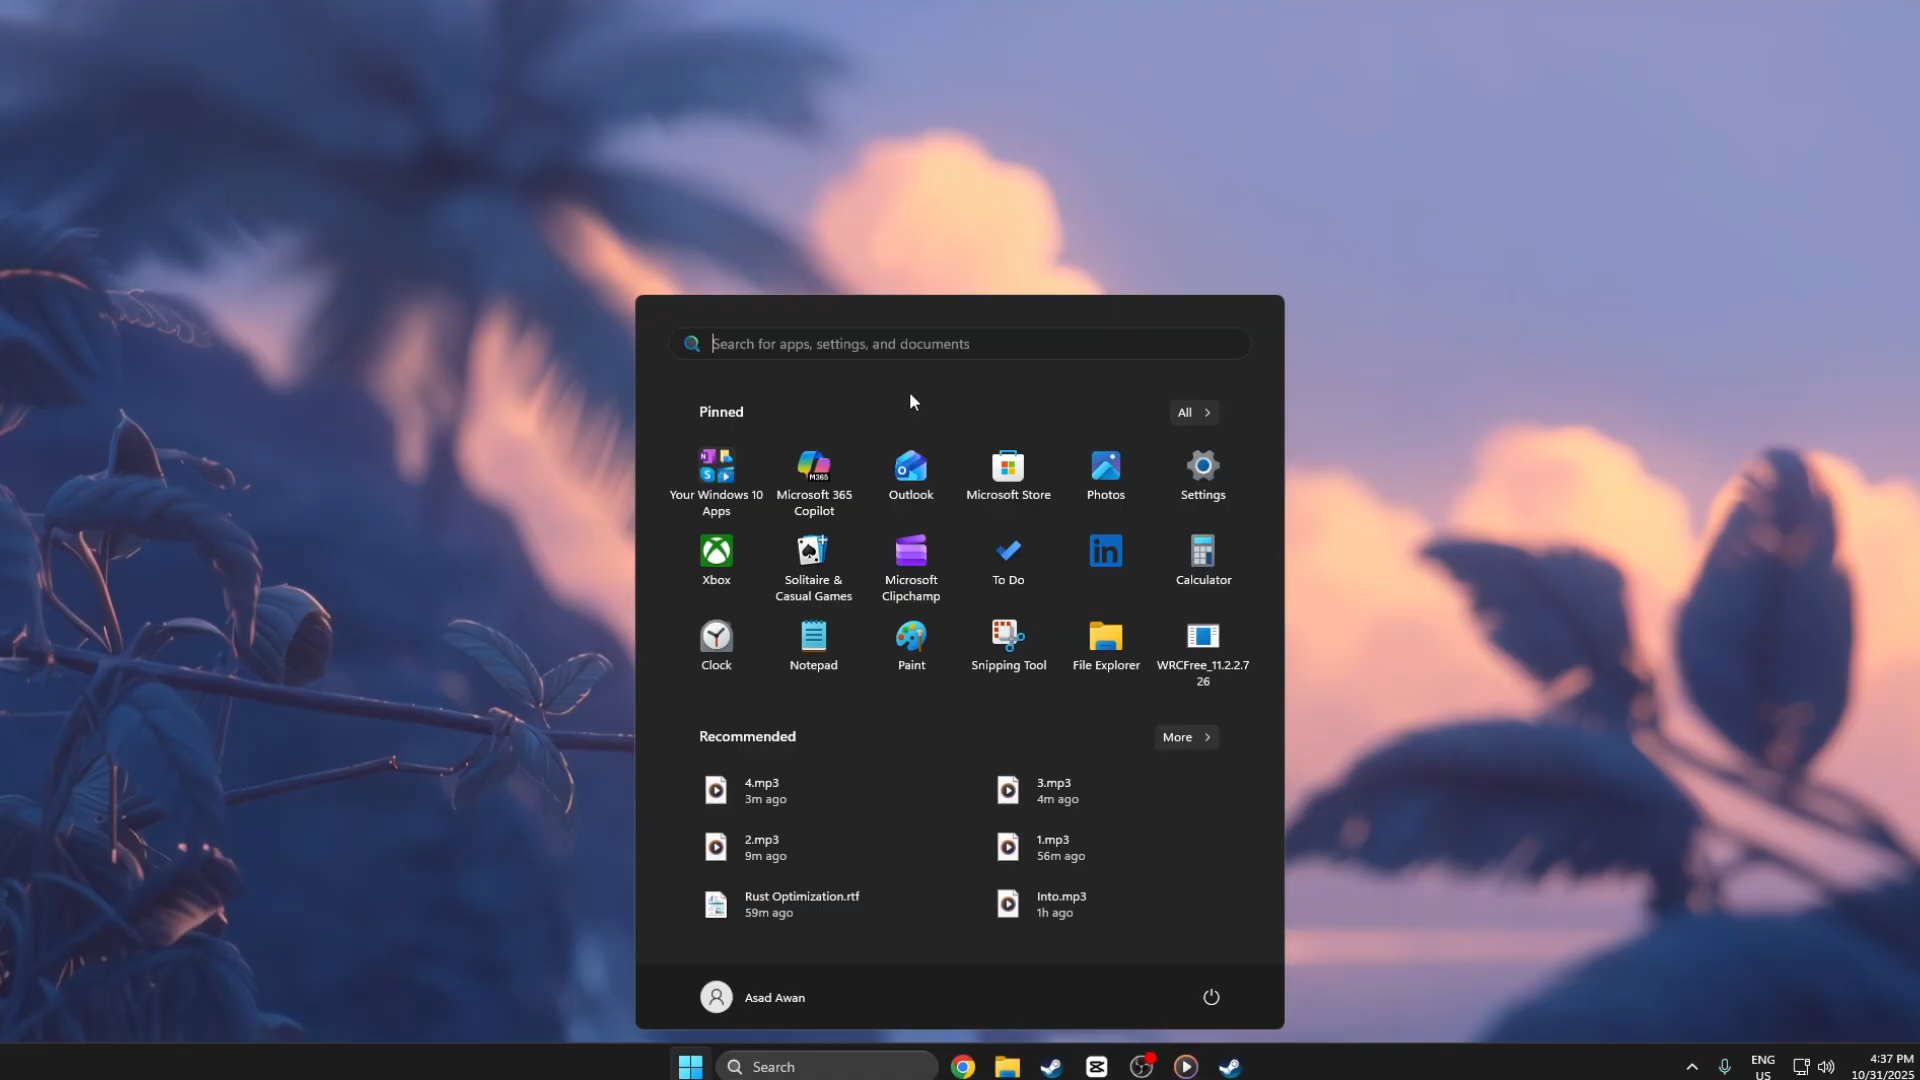 Search for apps, settings, and documents
Pinned
All
Your Windows 10
Apps
Microsoft 365
Copilot
Outlook
Microsoft Store
Photos
Settings
Xbox
Solitaire &
Casual Games
Microsoft
Clipchamp
To Do
Calculator
Clock
Notepad
Paint
Snipping Tool
File Explorer
WRCFree_11.2.2.7
26
Recommended
More
4.mp3
3m ago
3.mp3
4m ago
2.mp3
9m ago
1.mp3
56m ago
Rust Optimization.rtf
59m ago
Into.mp3
1h ago
Asad Awan
Search
ENG
US
4:37 PM
10/31/2025